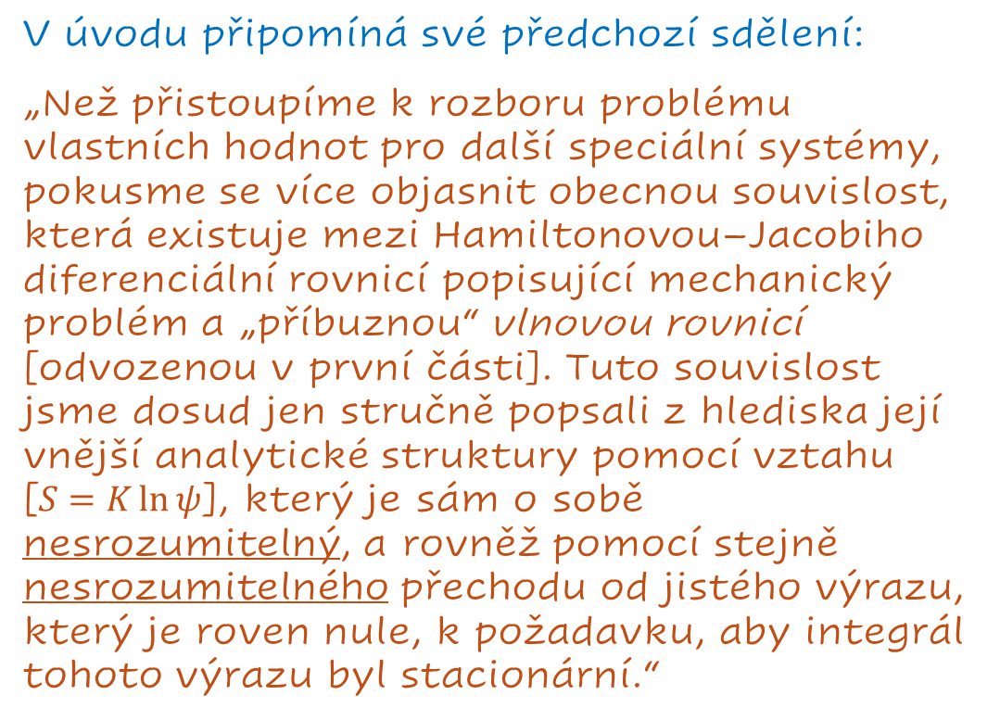 V úvodu připomíná své předchozí sdělení:
„Než přistoupíme k rozboru problému
vlastních hodnot pro další speciální systémy,
pokusme se více objasnit obecnou souvislost,
která existuje mezi Hamiltonovou–Jacobiho
diferenciální rovnicí popisující mechanický
problém a „příbuznou“ vlnovou rovnicí
[odvozenou v první části]. Tuto souvislost
jsme dosud jen stručně popsali z hlediska její
vnější analytické struktury pomocí vztahu
[S = K ln ψ], který je sám o sobě
nesrozumitelný, a rovněž pomocí stejně
nesrozumitelného přechodu od jistého výrazu,
který je roven nule, k požadavku, aby integrál
tohoto výrazu byl stacionární.“